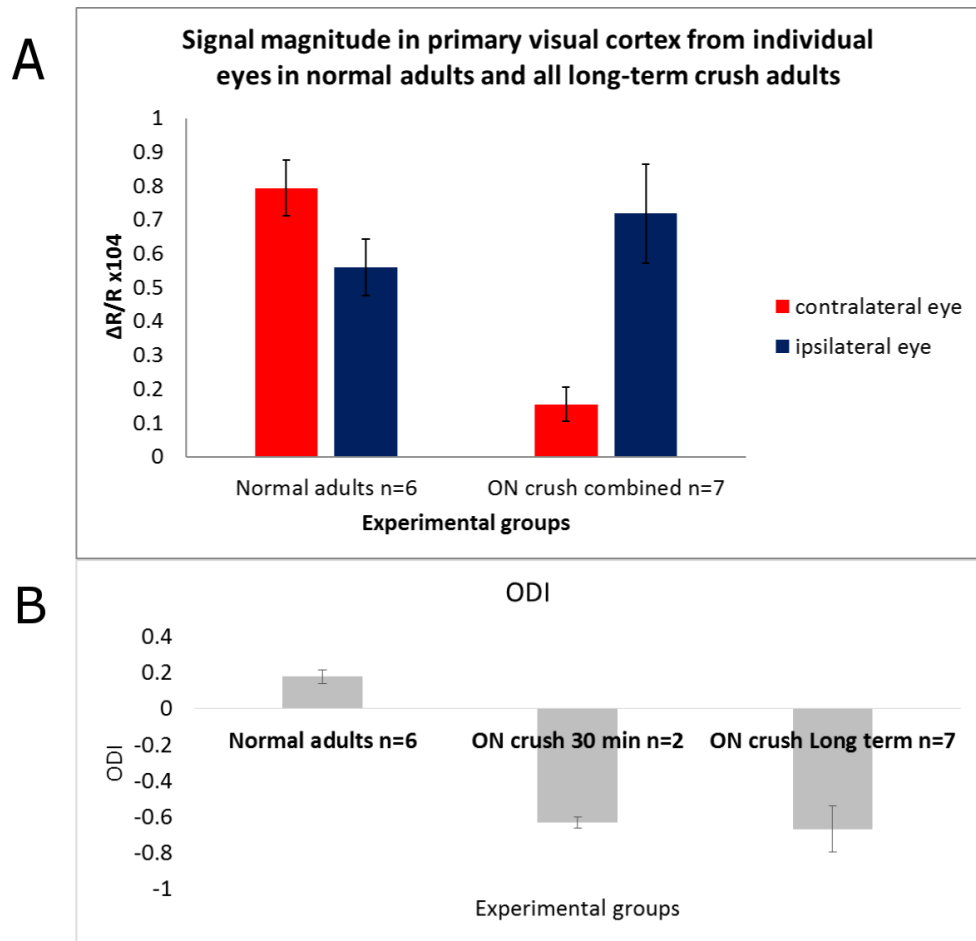 A
Signal magnitude in primary visual cortex from individual
eyes in normal adults and all long-term crush adults
1
0.9
0.8
0.7
0.6
0.5
0.4
0.3
0.2
0.1
0
ΔR/R x104
contralateral eye
ipsilateral eye
Normal adults n=6 ON crush combined n=7
Experimental groups
B
ODI
0.4
0.2
0
-0.2
-0.4
-0.6
-0.8
-1
ODI
Normal adults n=6 ON crush 30 min n=2 ON crush Long term n=7
Experimental groups